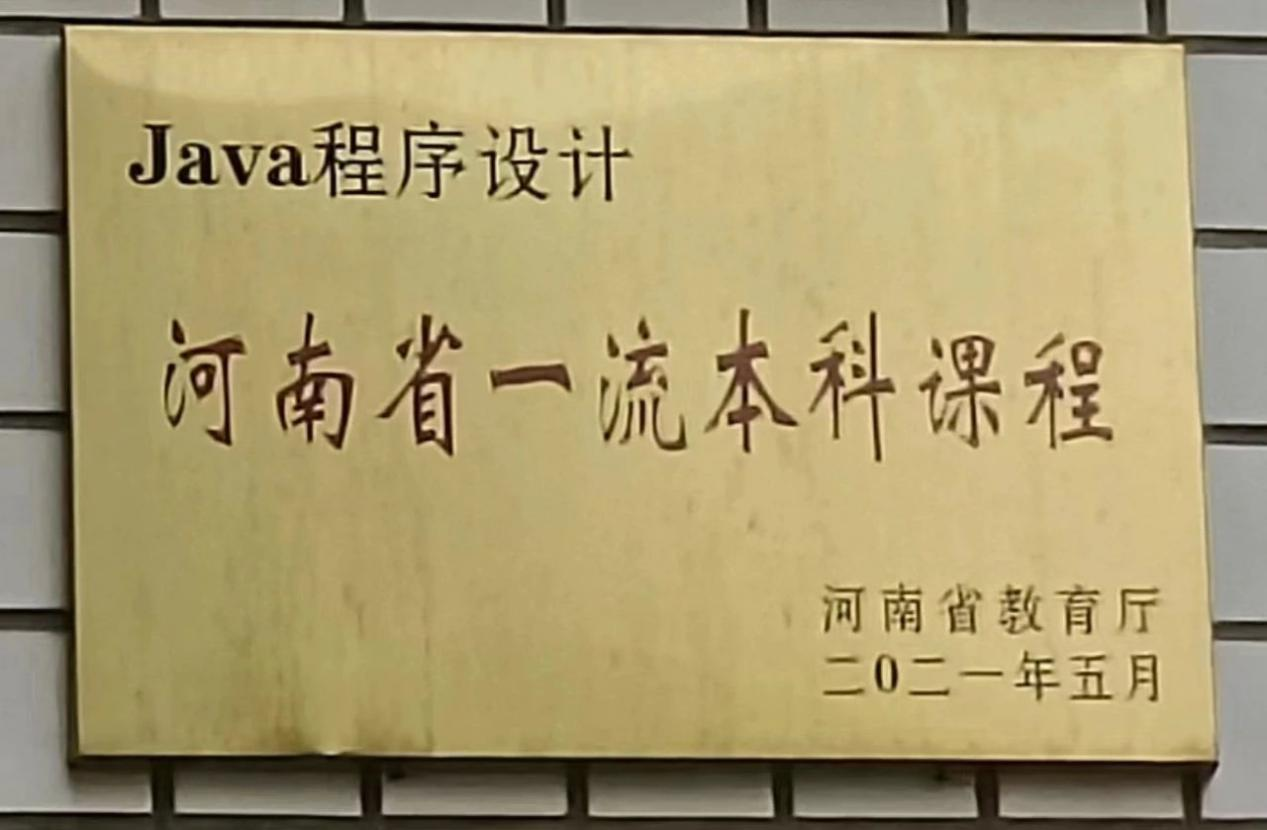 Java程序设计
河南省一流本科课程
河南省教育厅
二0二一年五月